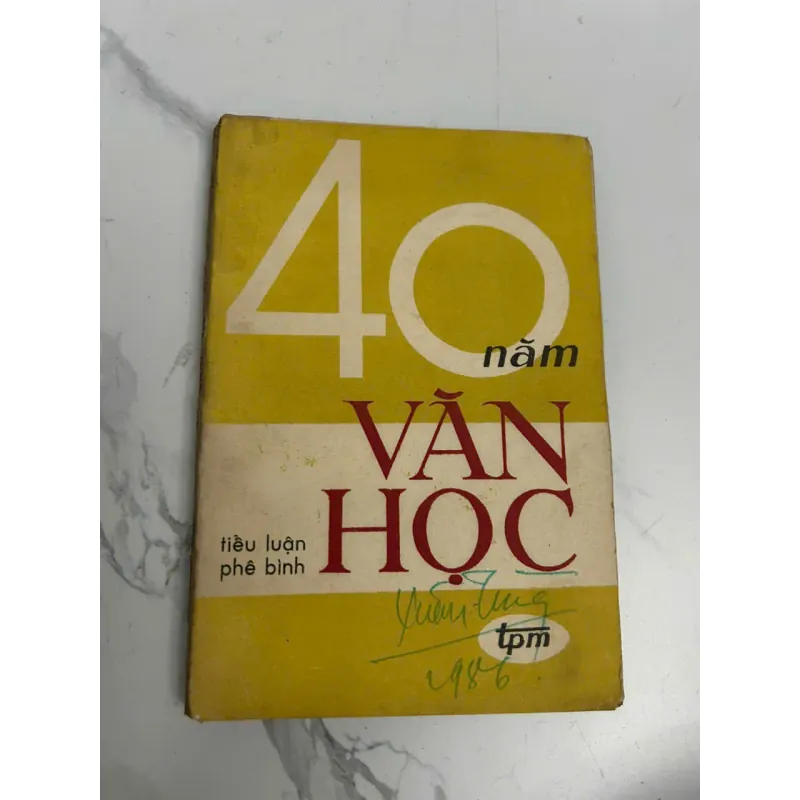 40
năm
VĂN
HỌC
tiểu luận
phê bình
tpm
1986